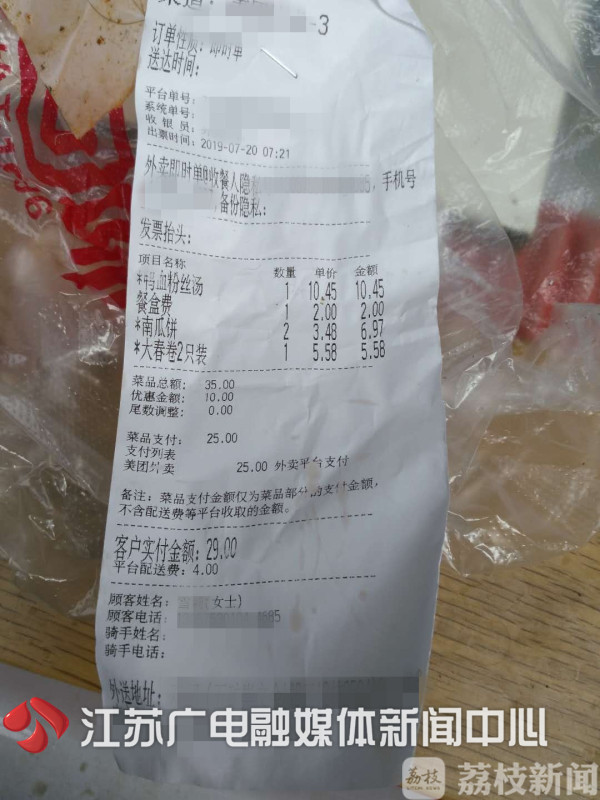 渠道:
-3
订单性质:即时单
送达时间:
平台单号:
系统单号:
收银员:
出票时间:2019-07-20 07:21
外卖即时单 收餐人隐私 5, 手机号
,备份隐私:
发票抬头:
项目名称 数量 单价 金额
*鸭血粉丝汤 1 10.45 10.45
餐盒费 1 2.00 2.00
*南瓜饼 2 3.48 6.97
*大春卷2只装 1 5.58 5.58
菜品总额: 35.00
优惠金额: 10.00
尾数调整: 0.00
菜品支付: 25.00
支付列表
美团外卖 25.00 外卖平台支付
备注:菜品支付金额仅为菜品部分的支付金额,
不含配送费等平台收取的金额。
客户实付金额:29.00
平台配送费:4.00
顾客姓名: 女士)
顾客电话: 685
骑手姓名:
骑手电话:
外送地址:
江苏广电融媒体新闻中心
荔枝 荔枝新闻